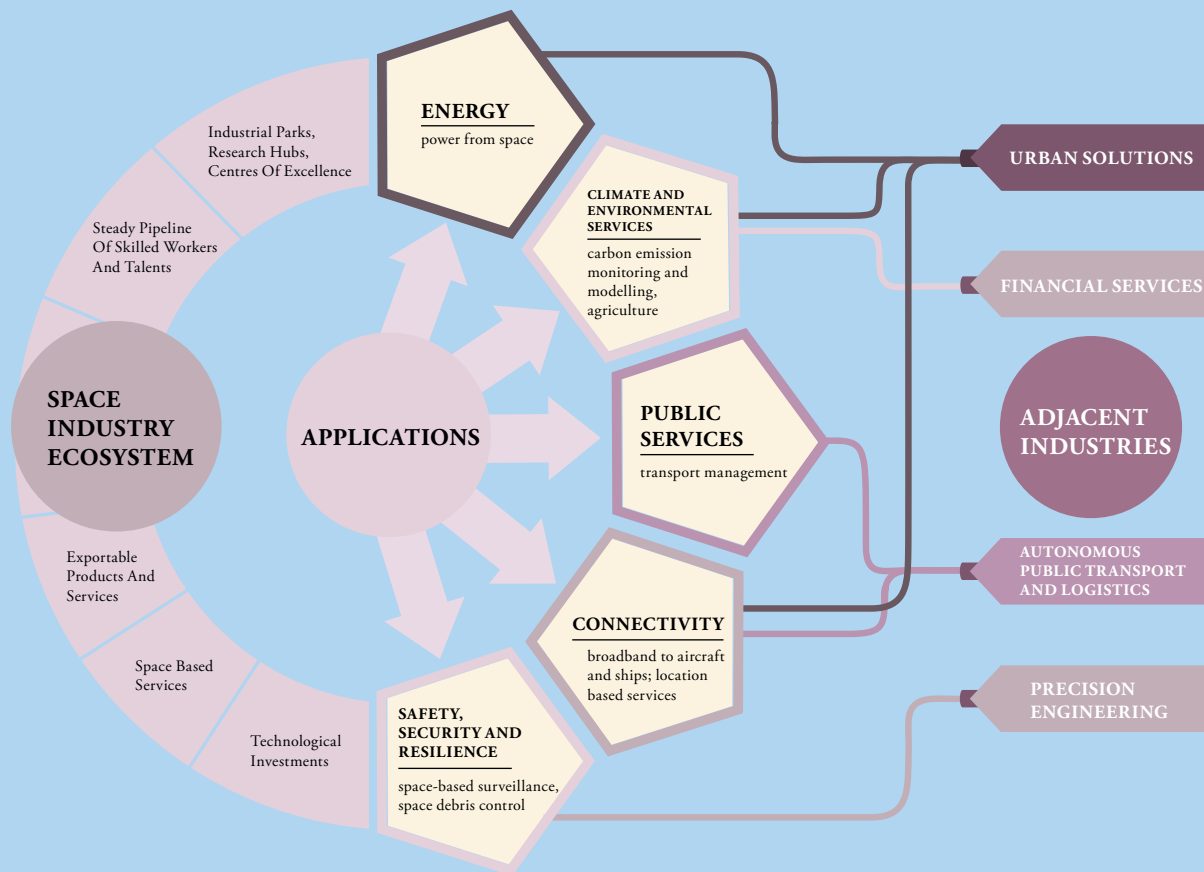 Industrial Parks,
Research Hubs,
Centres Of Excellence
Steady Pipeline
Of Skilled Workers
And Talents
SPACE
INDUSTRY
ECOSYSTEM
Exportable
Products And
Services
Space Based
Services
Technological
Investments
APPLICATIONS
ENERGY
power from space
CLIMATE AND
ENVIRONMENTAL
SERVICES
carbon emission
monitoring and
modelling,
agriculture
PUBLIC
SERVICES
transport management
CONNECTIVITY
broadband to aircraft
and ships; location
based services
SAFETY,
SECURITY AND
RESILIENCE
space-based surveillance,
space debris control
URBAN SOLUTIONS
FINANCIAL SERVICES
ADJACENT
INDUSTRIES
AUTONOMOUS
PUBLIC TRANSPORT
AND LOGISTICS
PRECISION
ENGINEERING